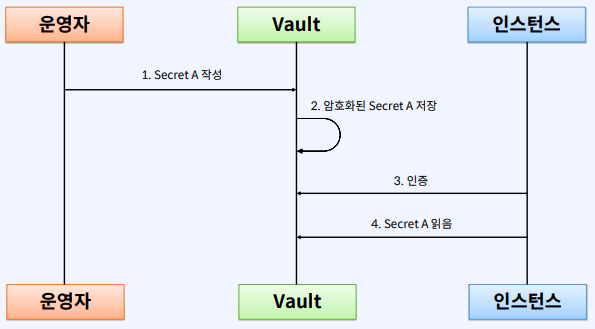 운영자
Vault
인스턴스
1. Secret A 작성
2. 암호화된 Secret A 저장
3. 인증
4. Secret A 읽음
운영자
Vault
인스턴스